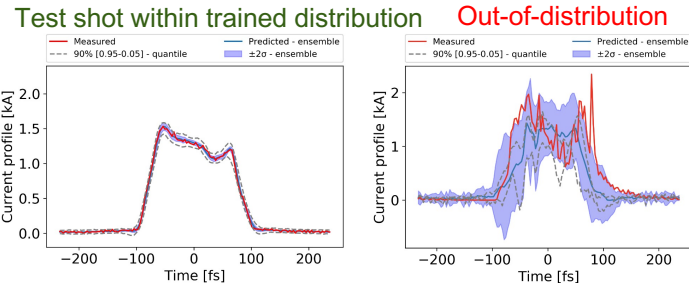 Test shot within trained distribution
Out-of-distribution
Measured
Predicted - ensemble
90% [0.95-0.05] - quantile
±2σ - ensemble
Current profile [kA]
2.0
1.5
1.0
0.5
0.0
−200
−100
0
100
200
Time [fs]
Measured
Predicted - ensemble
90% [0.95-0.05] - quantile
±2σ - ensemble
Current profile [kA]
2
1
0
−200
−100
0
100
200
Time [fs]